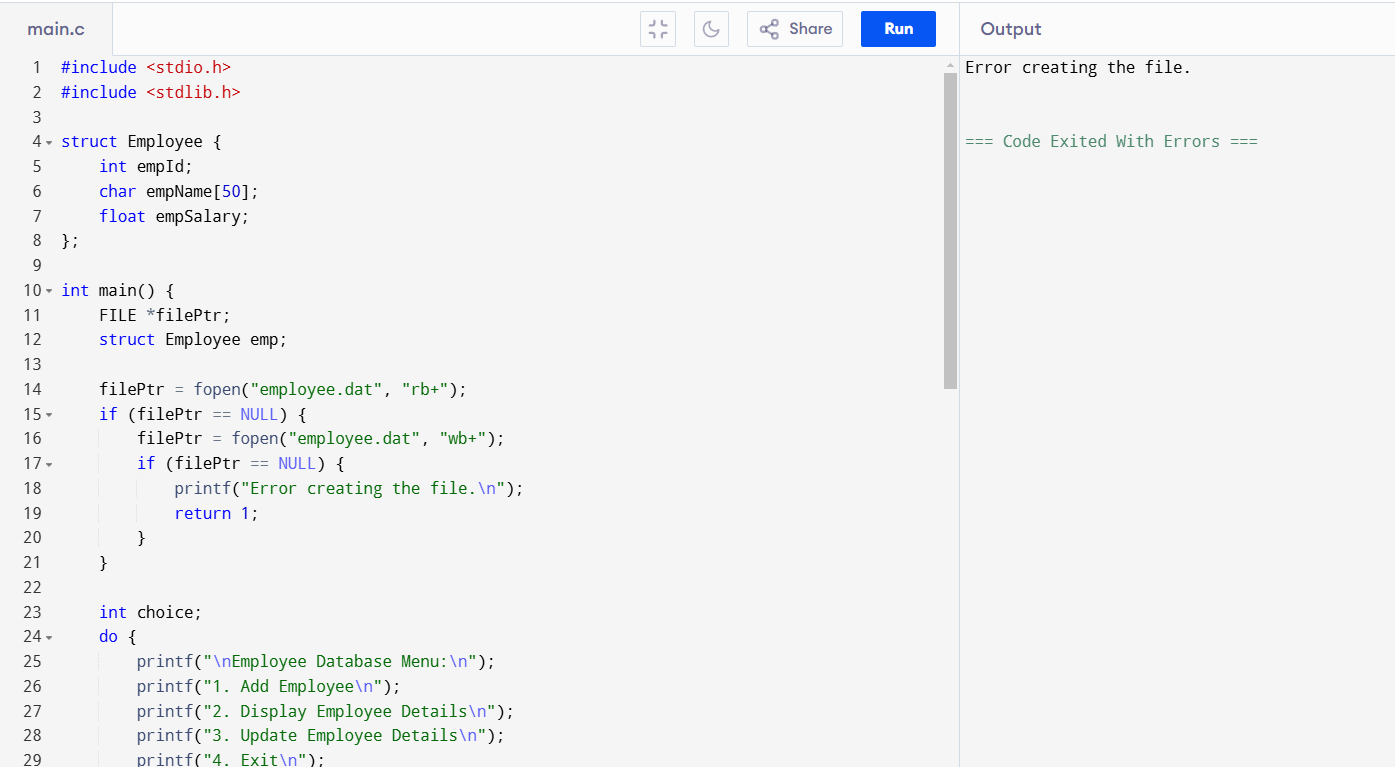 main.c
Share
Run
Output
1 #include <stdio.h>
2 #include <stdlib.h>
3
4 struct Employee {
5     int empId;
6     char empName[50];
7     float empSalary;
8 };
9
10 int main() {
11     FILE *filePtr;
12     struct Employee emp;
13
14     filePtr = fopen("employee.dat", "rb+");
15     if (filePtr == NULL) {
16         filePtr = fopen("employee.dat", "wb+");
17         if (filePtr == NULL) {
18             printf("Error creating the file.\n");
19             return 1;
20         }
21     }
22
23     int choice;
24     do {
25         printf("\nEmployee Database Menu:\n");
26         printf("1. Add Employee\n");
27         printf("2. Display Employee Details\n");
28         printf("3. Update Employee Details\n");
29         printf("4. Exit\n");
Error creating the file.
=== Code Exited With Errors ===